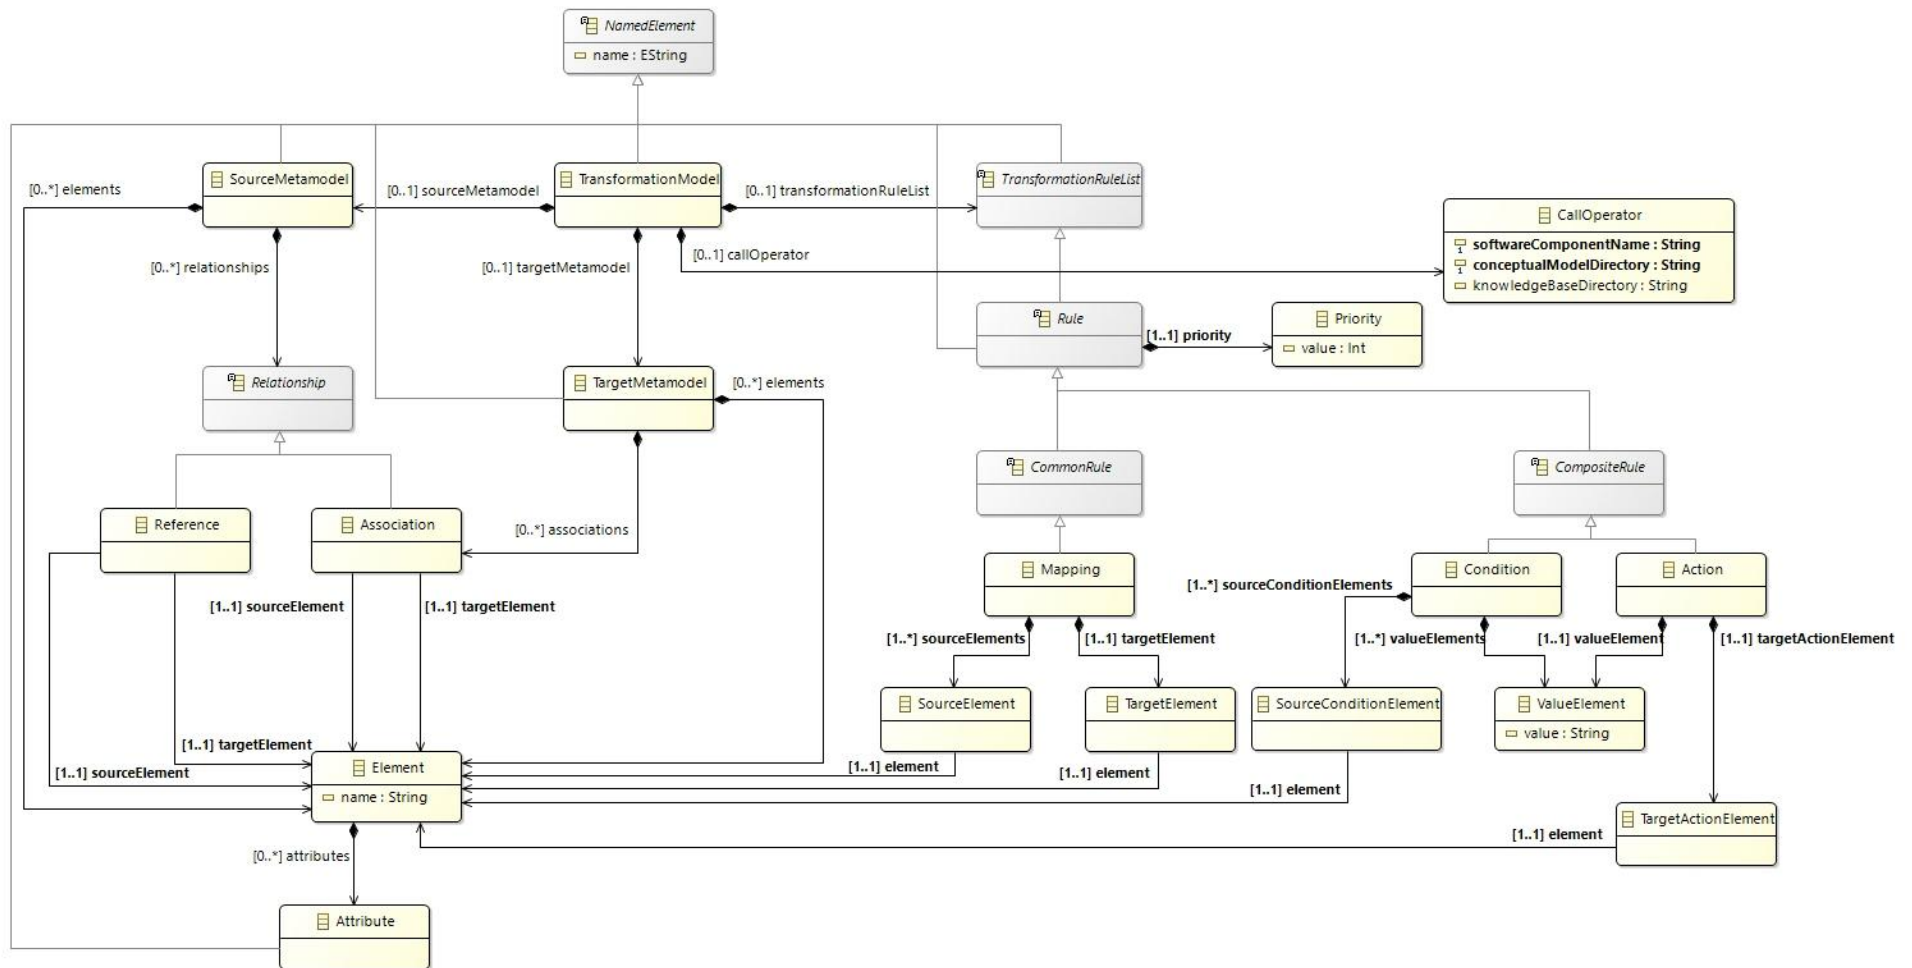 NamedElement
name : EString
SourceMetamodel
TransformationModel
TransformationRuleList
[0..*] elements
[0..1] sourceMetamodel
[0..1] transformationRuleList
CallOperator
softwareComponentName : String
conceptualModelDirectory : String
knowledgeBaseDirectory : String
[0..*] relationships
[0..1] targetMetamodel
[0..1] callOperator
Rule
[1..1] priority
Priority
value : Int
Relationship
TargetMetamodel
[0..*] elements
CommonRule
CompositeRule
Reference
Association
[0..*] associations
Mapping
Condition
Action
[1..1] sourceElement
[1..1] targetElement
[1..*] sourceConditionElements
[1..*] sourceElements
[1..1] targetElement
[1..*] valueElements
[1..1] valueElement
[1..1] targetActionElement
SourceElement
TargetElement
SourceConditionElement
ValueElement
value : String
[1..1] targetElement
[1..1] sourceElement
Element
name : String
[1..1] element
[1..1] element
[1..1] element
[1..1] element
TargetActionElement
[0..*] attributes
Attribute